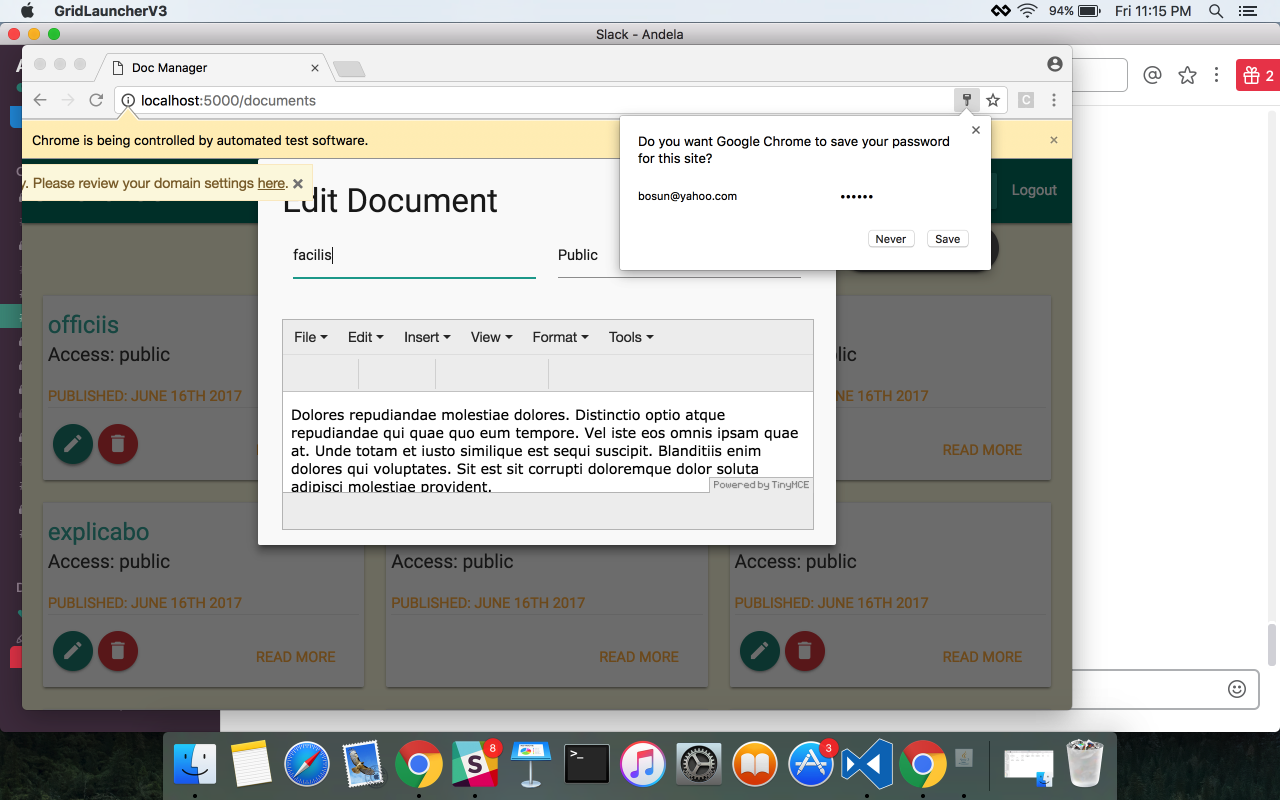 GridLauncherV3
94%
Fri 11:15 PM
Slack - Andela
Doc Manager
localhost:5000/documents
C
2
Chrome is being controlled by automated test software.
Do you want Google Chrome to save your password
for this site?
bosun@yahoo.com
••••••
Never
Save
y. Please review your domain settings here.
Logout
Edit Document
facilis
Public
File
Edit
Insert
View
Format
Tools
Dolores repudiandae molestiae dolores. Distinctio optio atque
repudiandae qui quae quo eum tempore. Vel iste eos omnis ipsam quae
at. Unde totam et iusto similique est sequi suscipit. Blanditiis enim
dolores qui voluptates. Sit est sit corrupti doloremque dolor soluta
adipisci molestiae provident.
Powered by TinyMCE
officiis
Access: public
PUBLISHED: JUNE 16TH 2017
public
16TH 2017
READ MORE
explicabo
Access: public
PUBLISHED: JUNE 16TH 2017
READ MORE
Access: public
PUBLISHED: JUNE 16TH 2017
READ MORE
Access: public
PUBLISHED: JUNE 16TH 2017
READ MORE
8
3